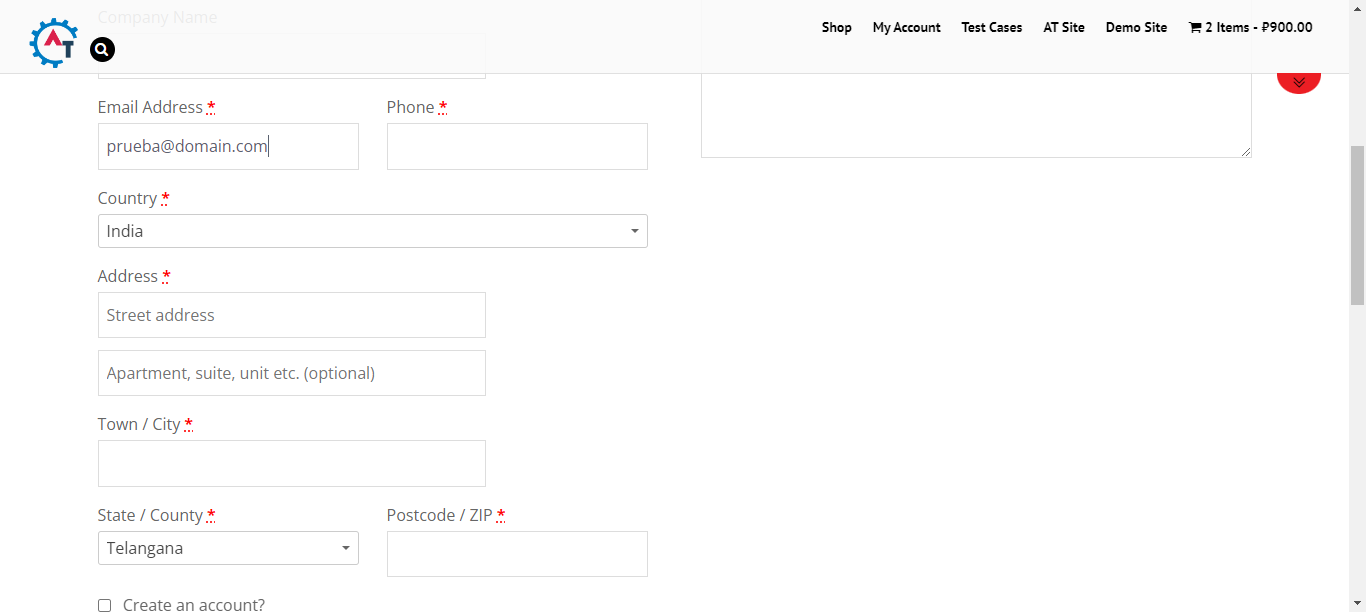 Company Name
AT
Shop My Account Test Cases AT Site Demo Site 2 Items - ₽900.00
Email Address * Phone *
prueba@domain.com
Country *
India
Address *
Street address
Apartment, suite, unit etc. (optional)
Town / City *
State / County * Postcode / ZIP *
Telangana
Create an account?